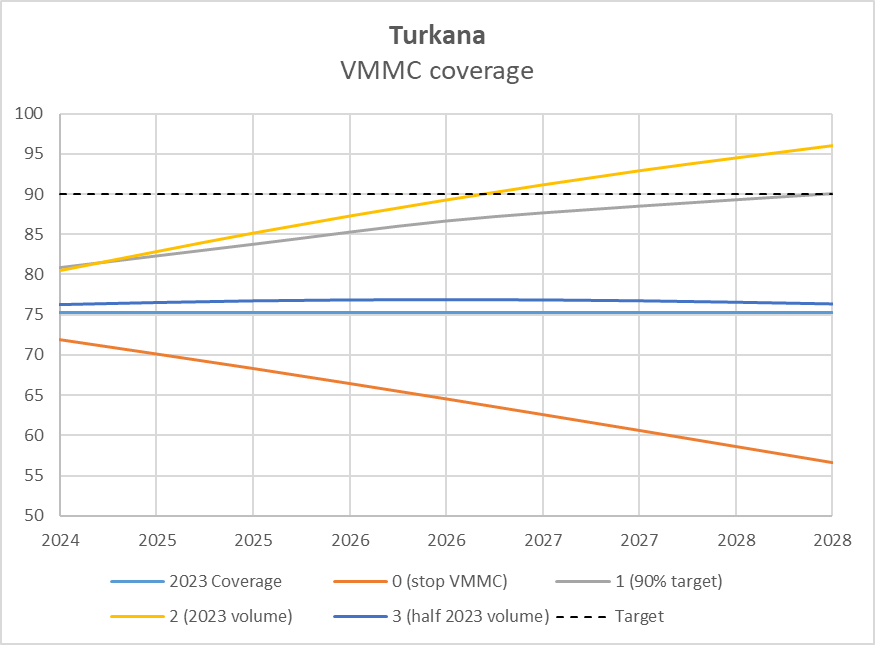 Turkana
VMMC coverage
100
95
90
85
80
75
70
65
60
55
50
2024 2025 2025 2026 2026 2027 2027 2028 2028
2023 Coverage 0 (stop VMMC) 1 (90% target)
2 (2023 volume) 3 (half 2023 volume) Target